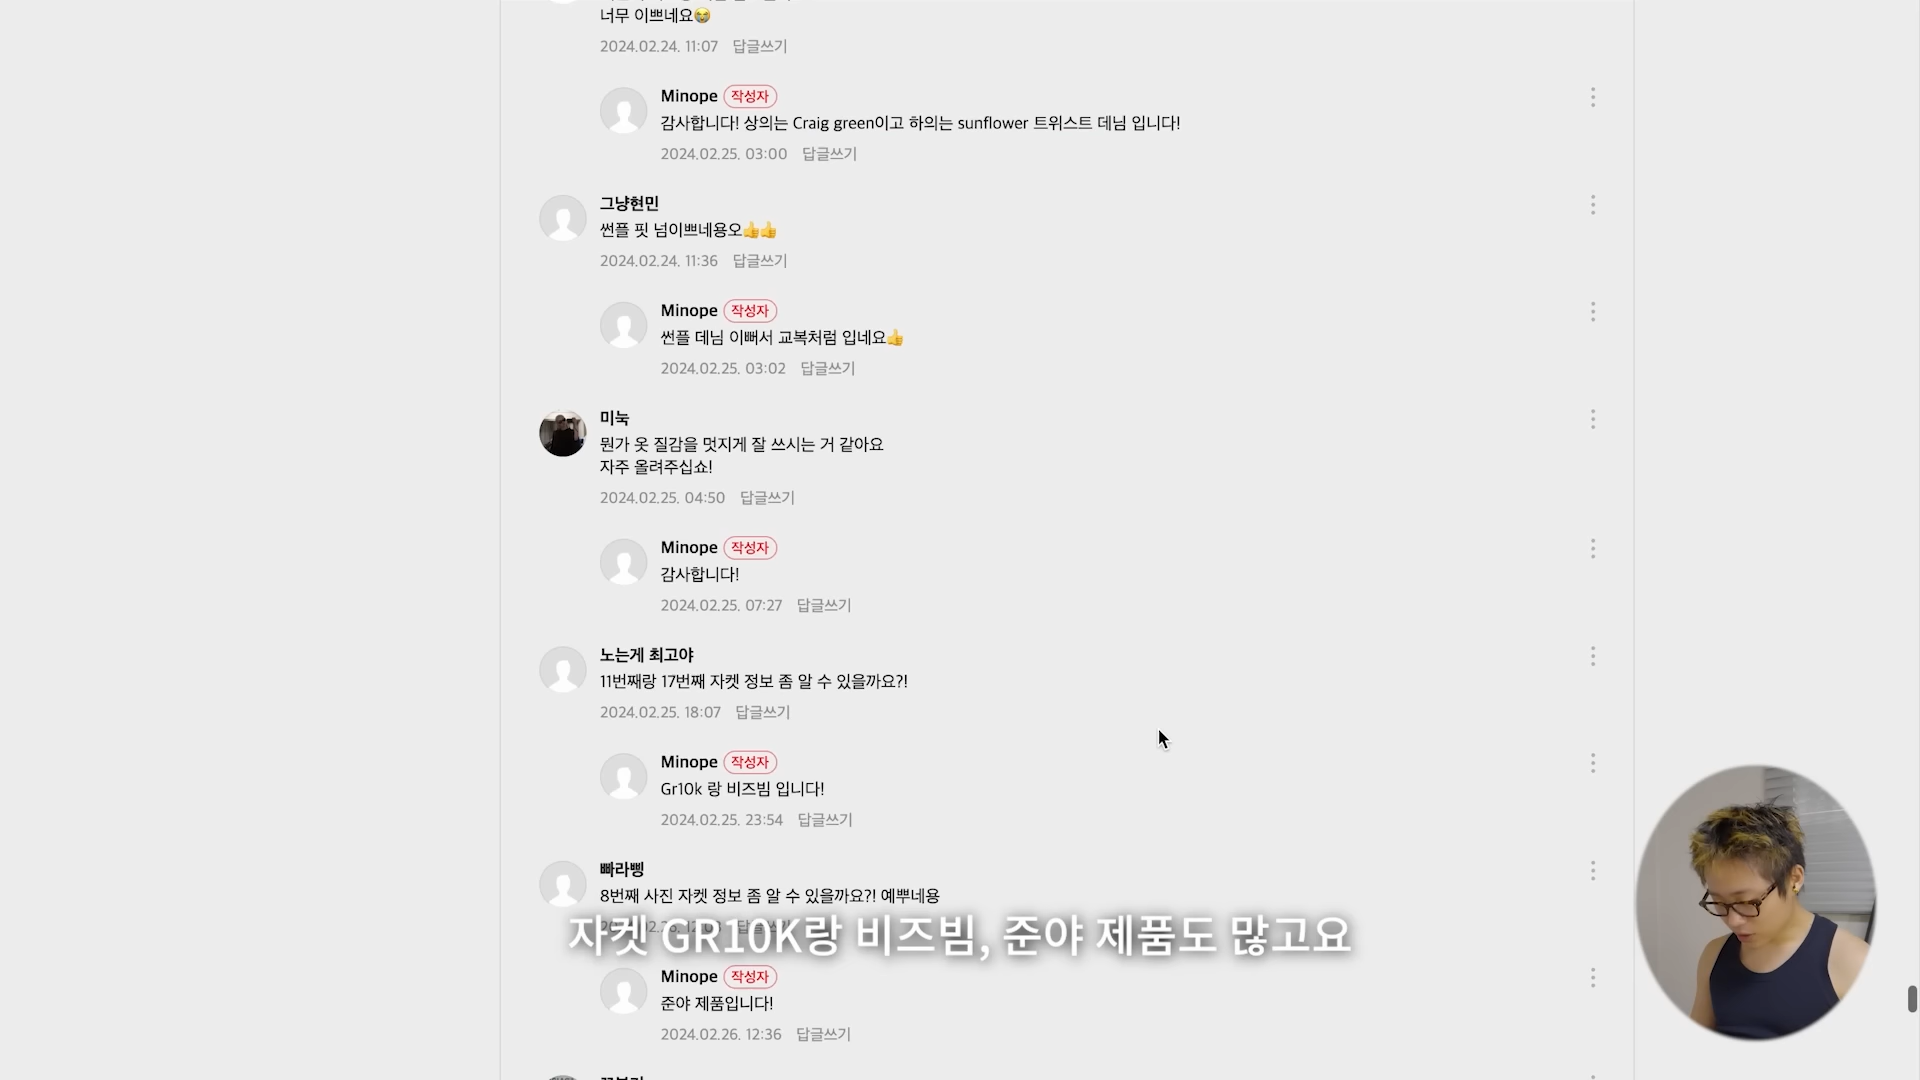 너무 이쁘네요😭
2024.02.24. 11:07 답글쓰기
Minope 작성자
감사합니다! 상의는 Craig green이고 하의는 sunflower 트위스트 데님 입니다!
2024.02.25. 03:00 답글쓰기
그냥현민
썬플 핏 넘이쁘네용오👍👍
2024.02.24. 11:36 답글쓰기
Minope 작성자
썬플 데님 이뻐서 교복처럼 입네요👍
2024.02.25. 03:02 답글쓰기
미눅
뭔가 옷 질감을 멋지게 잘 쓰시는 거 같아요
자주 올려주십쇼!
2024.02.25. 04:50 답글쓰기
Minope 작성자
감사합니다!
2024.02.25. 07:27 답글쓰기
노는게 최고야
11번째랑 17번째 자켓 정보 좀 알 수 있을까요?!
2024.02.25. 18:07 답글쓰기
Minope 작성자
Gr10k 랑 비즈빔 입니다!
2024.02.25. 23:54 답글쓰기
빠라삥
8번째 사진 자켓 정보 좀 알 수 있을까요?! 예뿌네용
자켓 GR10K랑 비즈빔, 준야 제품도 많고요
Minope 작성자
준야 제품입니다!
2024.02.26. 12:36 답글쓰기